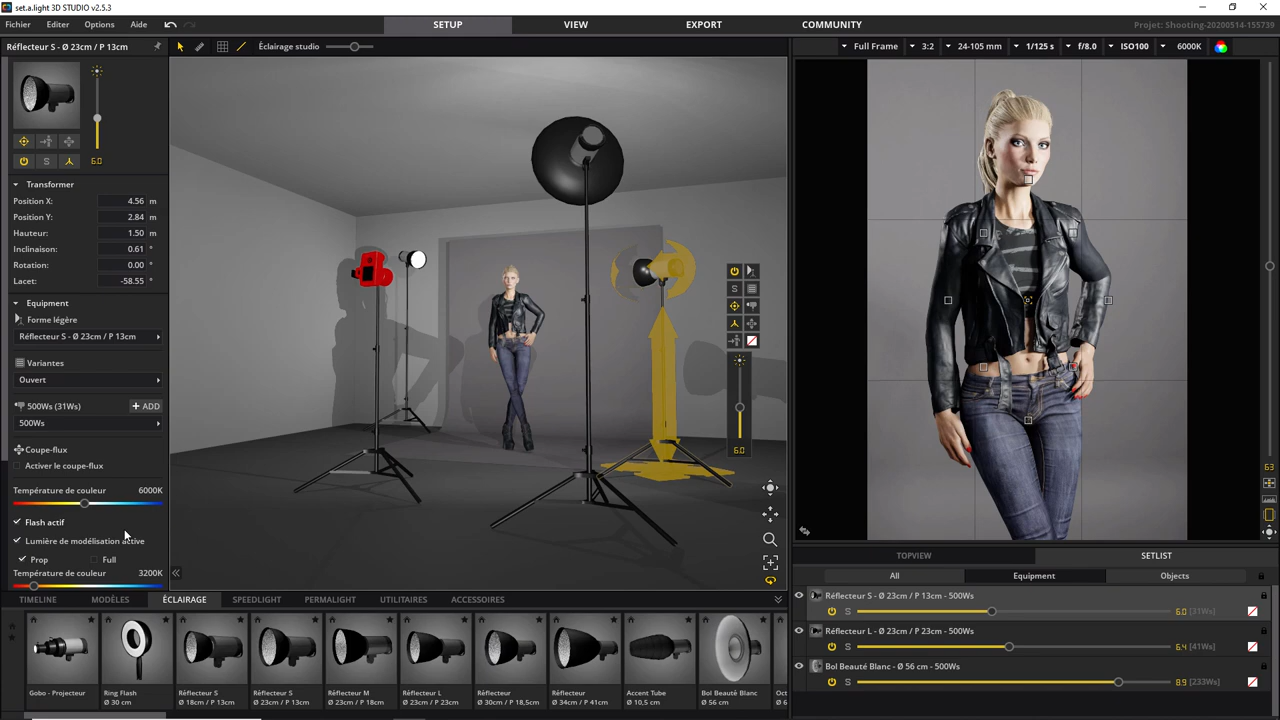 set.a.light 3D STUDIO v2.5.3
Fichier Editer Options Aide SETUP VIEW EXPORT COMMUNITY Projet: Shooting-20200514-155739
Réflecteur S - Ø 23cm / P 13cm
Éclairage studio
Full Frame 3:2 24-105 mm 1/125 s f/8.0 ISO100 6000K
S 6.0
Transformer
Position X: 4.56 m
Position Y: 2.84 m
Hauteur: 1.50 m
Inclinaison: 0.61 °
Rotation: 0.00 °
Lacet: -58.55 °
Equipment
Forme légère
Réflecteur S - Ø 23cm / P 13cm
Variantes
Ouvert
500Ws (31Ws) + ADD
500Ws
Coupe-flux
Activer le coupe-flux
Température de couleur 6000K
Flash actif
Lumière de modélisation active
Prop Full
Température de couleur 3200K
S
6.0
63
TIMELINE MODÈLES ÉCLAIRAGE SPEEDLIGHT PERMALIGHT UTILITAIRES ACCESSOIRES
Gobo - Projecteur
Ring Flash
Ø 30 cm
Réflecteur S
Ø 18cm / P 13cm
Réflecteur S
Ø 23cm / P 13cm
Réflecteur M
Ø 23cm / P 18cm
Réflecteur L
Ø 23cm / P 23cm
Réflecteur
Ø 30cm / P 18,5cm
Réflecteur
Ø 34cm / P 41cm
Accent Tube
Ø 10,5 cm
Bol Beauté Blanc
Ø 56 cm
Oct
Ø 6
TOPVIEW SETLIST
All Equipment Objects
Réflecteur S - Ø 23cm / P 13cm - 500Ws
S 6.0 [31Ws]
Réflecteur L - Ø 23cm / P 23cm - 500Ws
S 6.4 [41Ws]
Bol Beauté Blanc - Ø 56 cm - 500Ws
S 8.9 [233Ws]